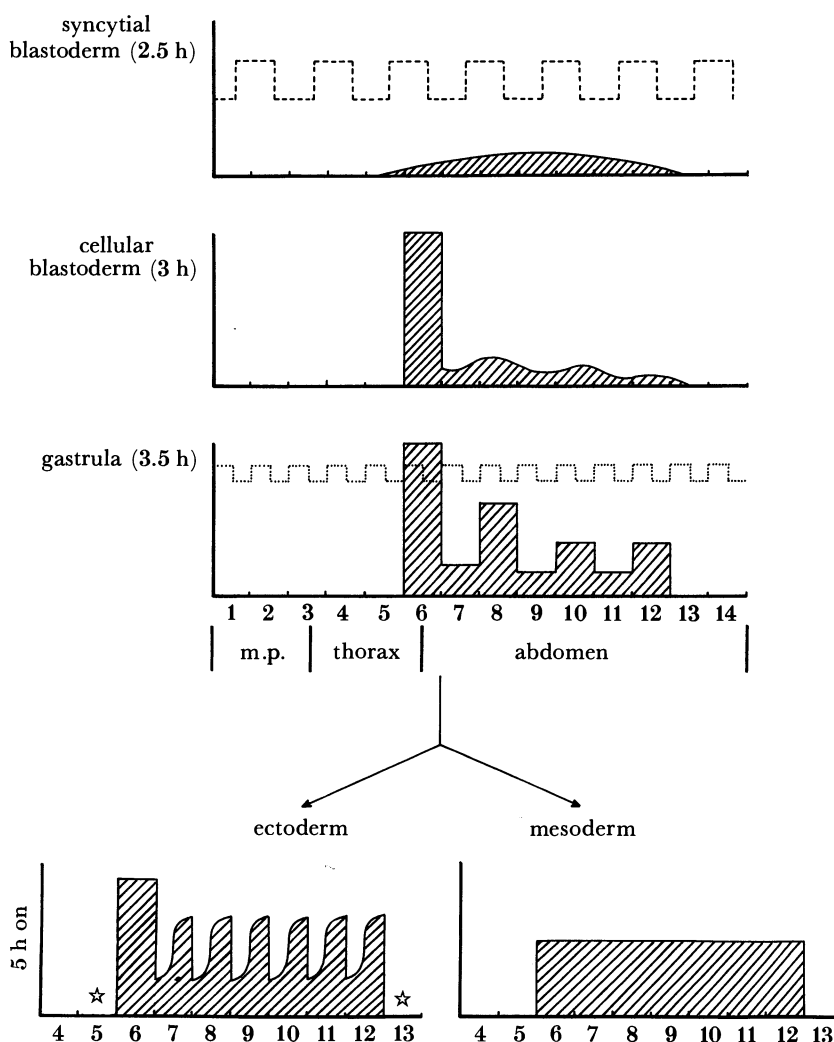 syncytial
blastoderm (2.5 h)
cellular
blastoderm (3 h)
gastrula (3.5 h)
1 2 3 4 5 6 7 8 9 10 11 12 13 14
m.p. thorax abdomen
ectoderm mesoderm
5 h on
4 5 6 7 8 9 10 11 12 13 4 5 6 7 8 9 10 11 12 13